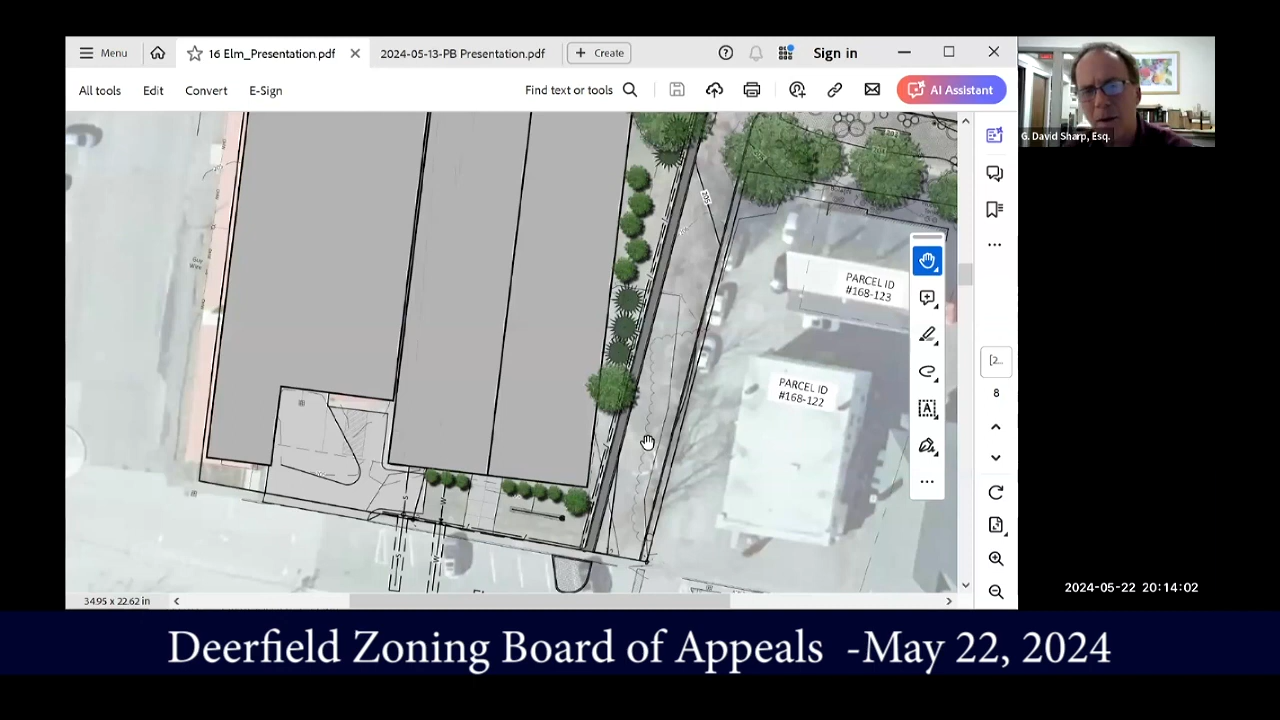 Menu
16 Elm_Presentation.pdf
2024-05-13-PB Presentation.pdf
Create
Sign in
All tools
Edit
Convert
E-Sign
Find text or tools
AI Assistant
G. David Sharp, Esq.
PARCEL ID
#168-123
PARCEL ID
#168-122
8
34.95 x 22.62 in
2024-05-22 20:14:02
Deerfield Zoning Board of Appeals -May 22, 2024